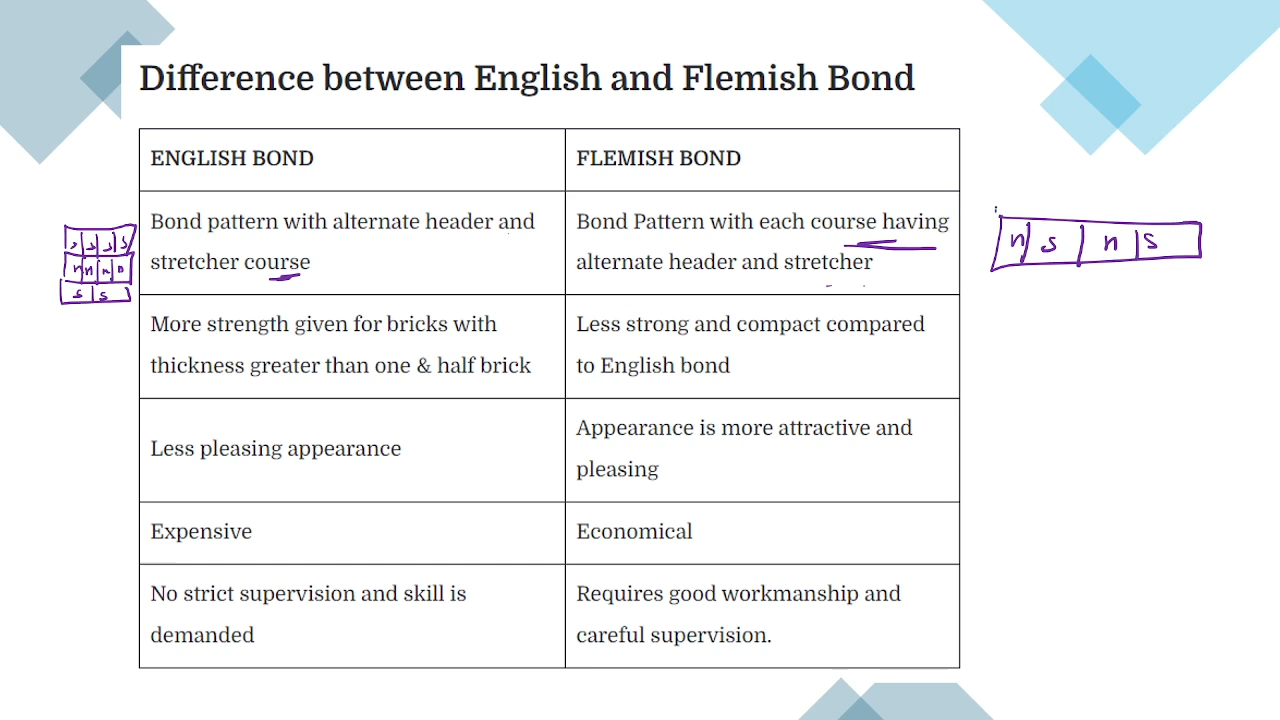 Difference between English and Flemish Bond
ENGLISH BOND
FLEMISH BOND
Bond pattern with alternate header and
stretcher course
Bond Pattern with each course having
alternate header and stretcher
s s s s
n n n n
s s
n s n s
More strength given for bricks with
thickness greater than one & half brick
Less strong and compact compared
to English bond
Less pleasing appearance
Appearance is more attractive and
pleasing
Expensive
Economical
No strict supervision and skill is
demanded
Requires good workmanship and
careful supervision.